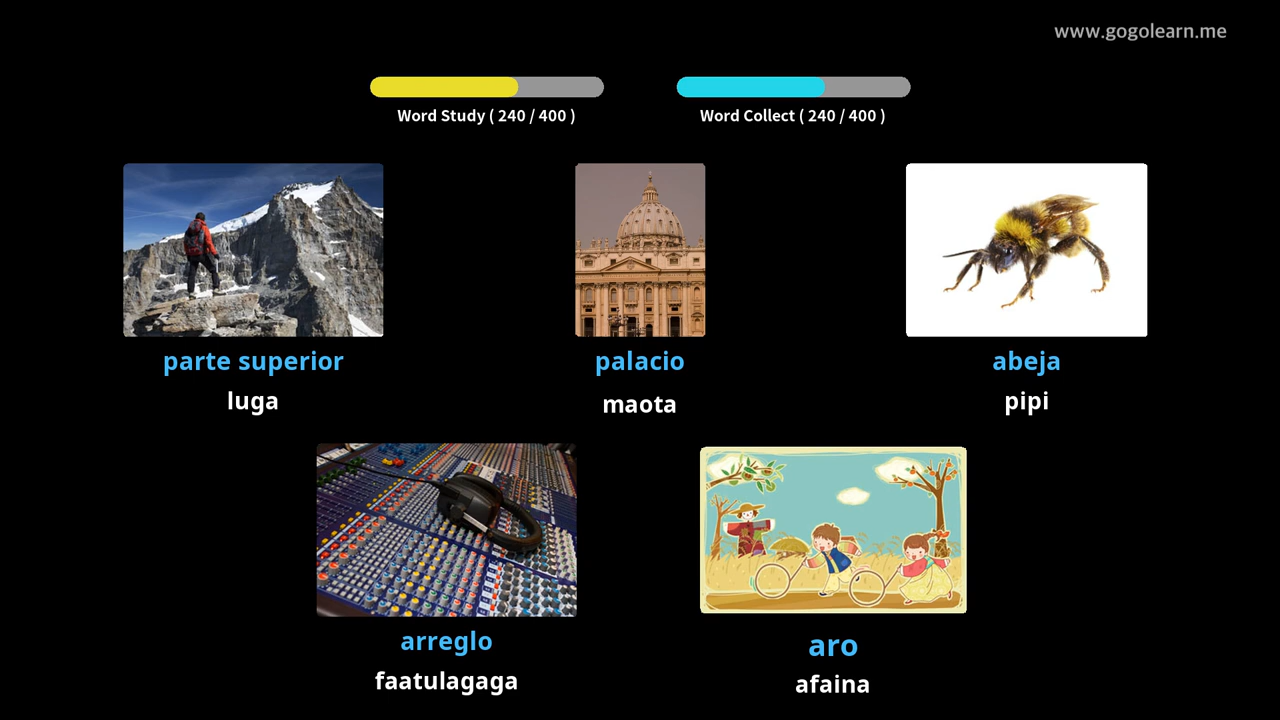 www.gogolearn.me
Word Study ( 240 / 400 )
Word Collect ( 240 / 400 )
parte superior
luga
palacio
maota
abeja
pipi
arreglo
faatulagaga
aro
afaina